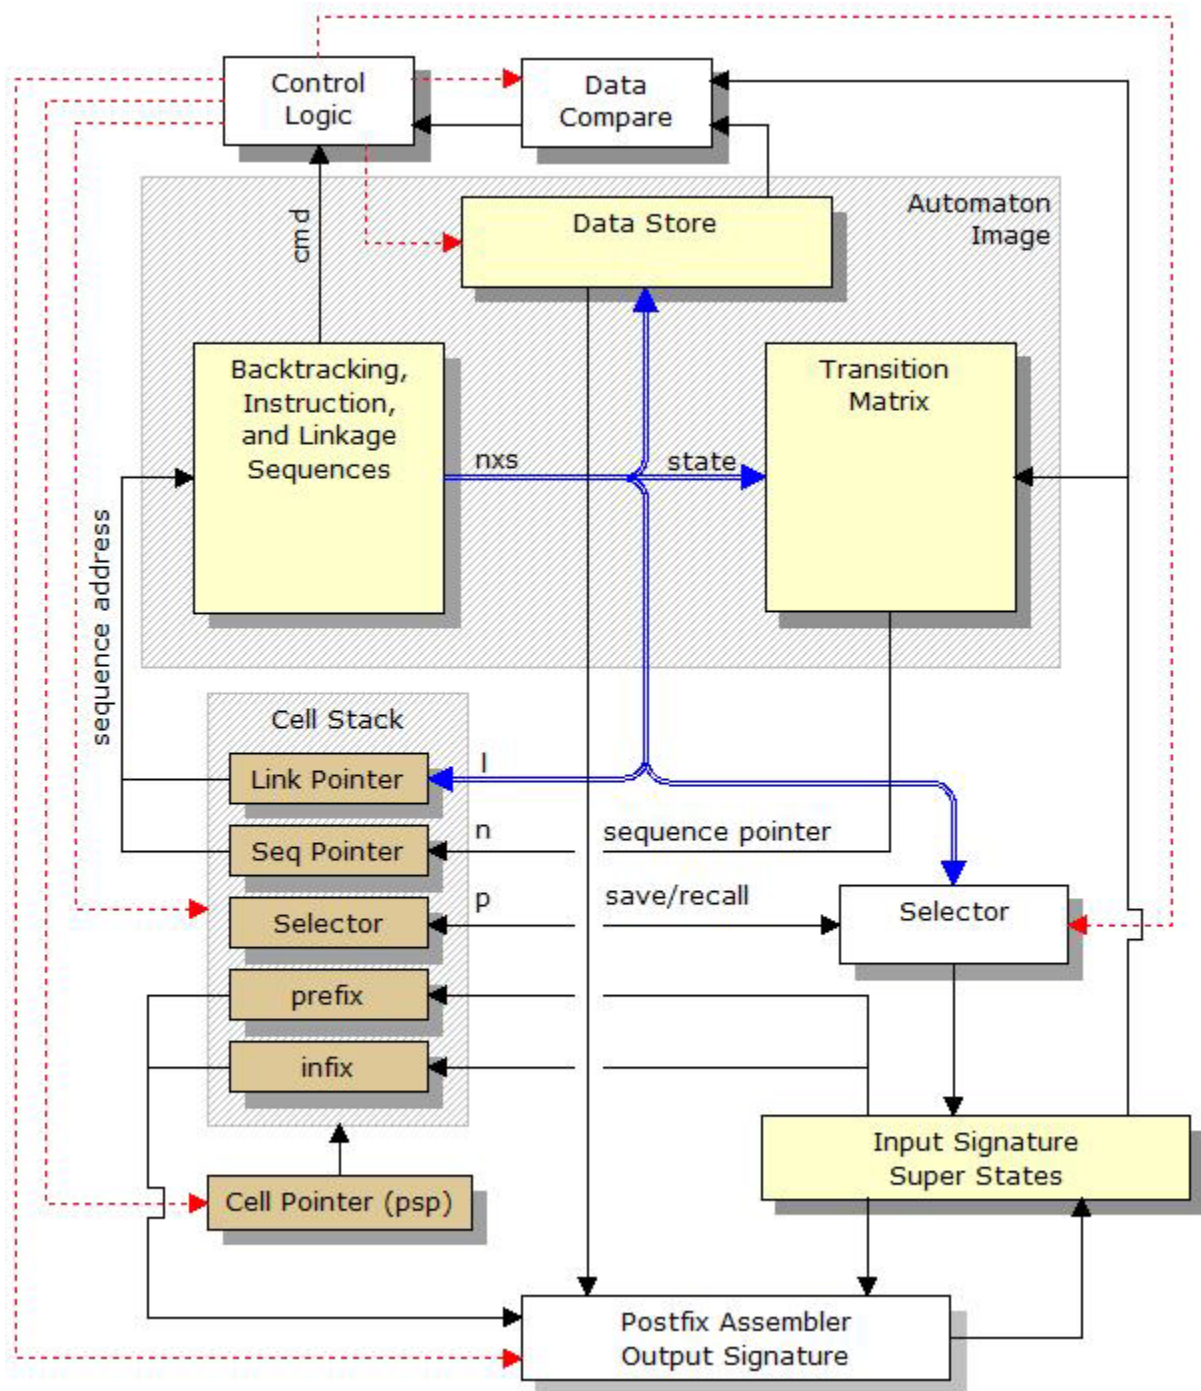 Control
Logic
Data
Compare
Automaton
Image
Data Store
cmd
Backtracking,
Instruction,
and Linkage
Sequences
Transition
Matrix
nxs
state
sequence address
Cell Stack
Link Pointer
l
Seq Pointer
n
sequence pointer
Selector
p
save/recall
Selector
prefix
infix
Input Signature
Super States
Cell Pointer (psp)
Postfix Assembler
Output Signature